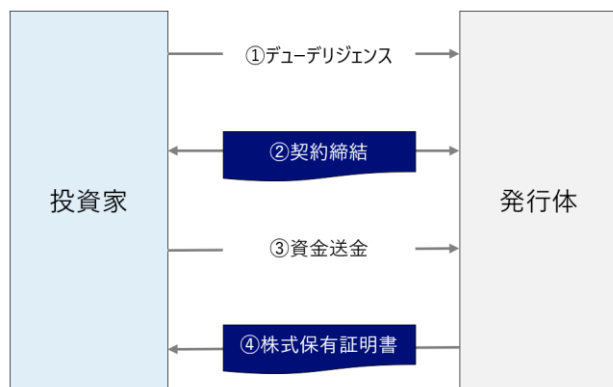 ①デューデリジェンス
②契約締結
投資家
発行体
③資金送金
④株式保有証明書